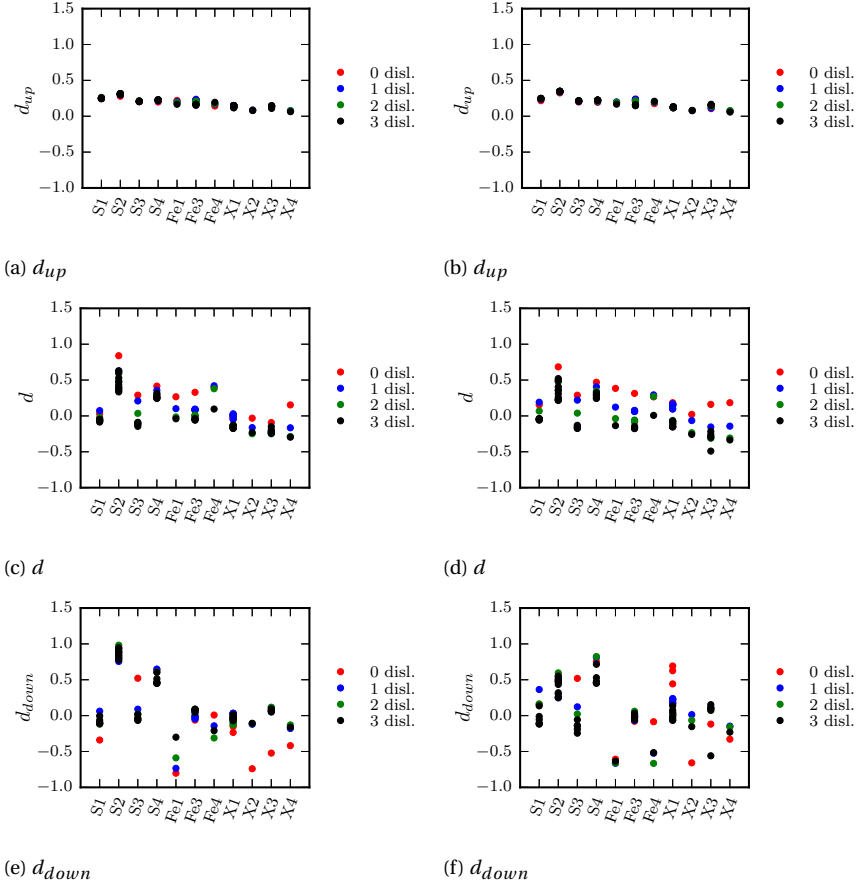 1.5
1.0
0.5
0.0
−0.5
−1.0
d_up
S1 S2 S3 S4 Fe1 Fe3 Fe4 X1 X2 X3 X4
0 disl.
1 disl.
2 disl.
3 disl.
(a) d_up
1.5
1.0
0.5
0.0
−0.5
−1.0
d_up
S1 S2 S3 S4 Fe1 Fe3 Fe4 X1 X2 X3 X4
0 disl.
1 disl.
2 disl.
3 disl.
(b) d_up
1.5
1.0
0.5
0.0
−0.5
−1.0
d
S1 S2 S3 S4 Fe1 Fe3 Fe4 X1 X2 X3 X4
0 disl.
1 disl.
2 disl.
3 disl.
(c) d
1.5
1.0
0.5
0.0
−0.5
−1.0
d
S1 S2 S3 S4 Fe1 Fe3 Fe4 X1 X2 X3 X4
0 disl.
1 disl.
2 disl.
3 disl.
(d) d
1.5
1.0
0.5
0.0
−0.5
−1.0
d_down
S1 S2 S3 S4 Fe1 Fe3 Fe4 X1 X2 X3 X4
0 disl.
1 disl.
2 disl.
3 disl.
(e) d_down
1.5
1.0
0.5
0.0
−0.5
−1.0
d_down
S1 S2 S3 S4 Fe1 Fe3 Fe4 X1 X2 X3 X4
0 disl.
1 disl.
2 disl.
3 disl.
(f) d_down